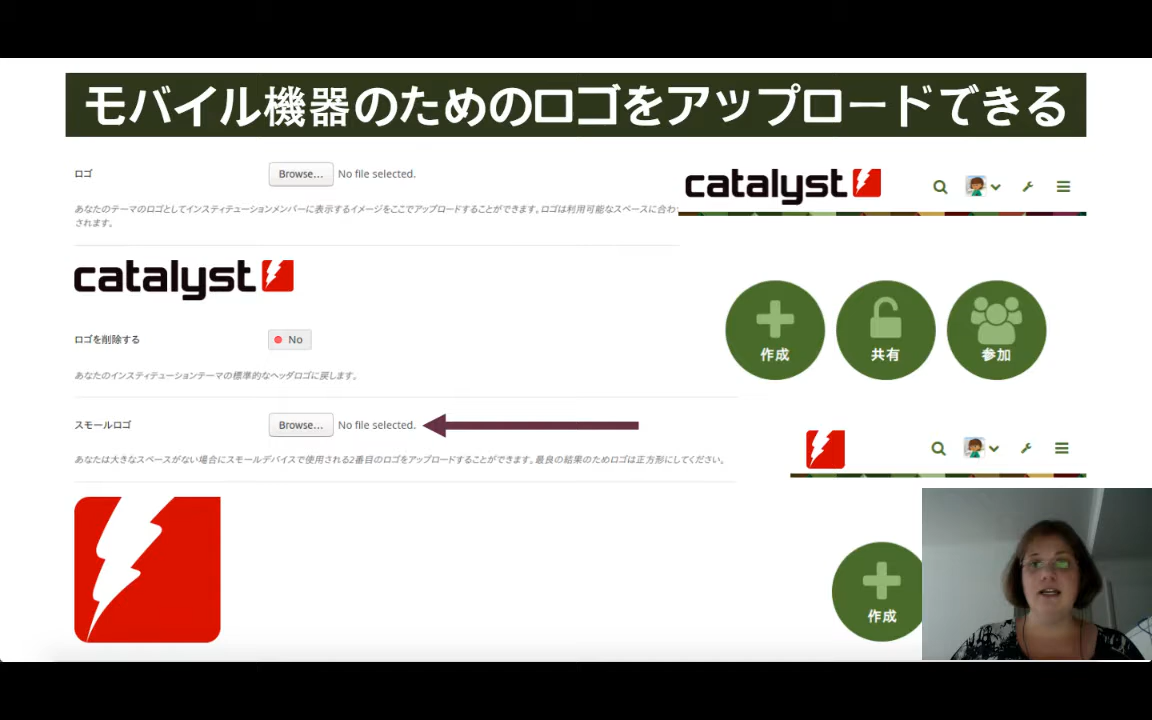 モバイル機器のためのロゴをアップロードできる
ロゴ
Browse... No file selected.
あなたのテーマのロゴとしてインスティテューションメンバーに表示するイメージをここでアップロードすることができます。ロゴは利用可能なスペースに合わ
されます。
catalyst
catalyst
作成
共有
参加
ロゴを削除する
No
あなたのインスティテューションテーマの標準的なヘッダロゴに戻します。
スモールロゴ
Browse... No file selected.
あなたは大きなスペースがない場合にスモールデバイスで使用される2番目のロゴをアップロードすることができます。最良の結果のためロゴは正方形にしてください。
作成